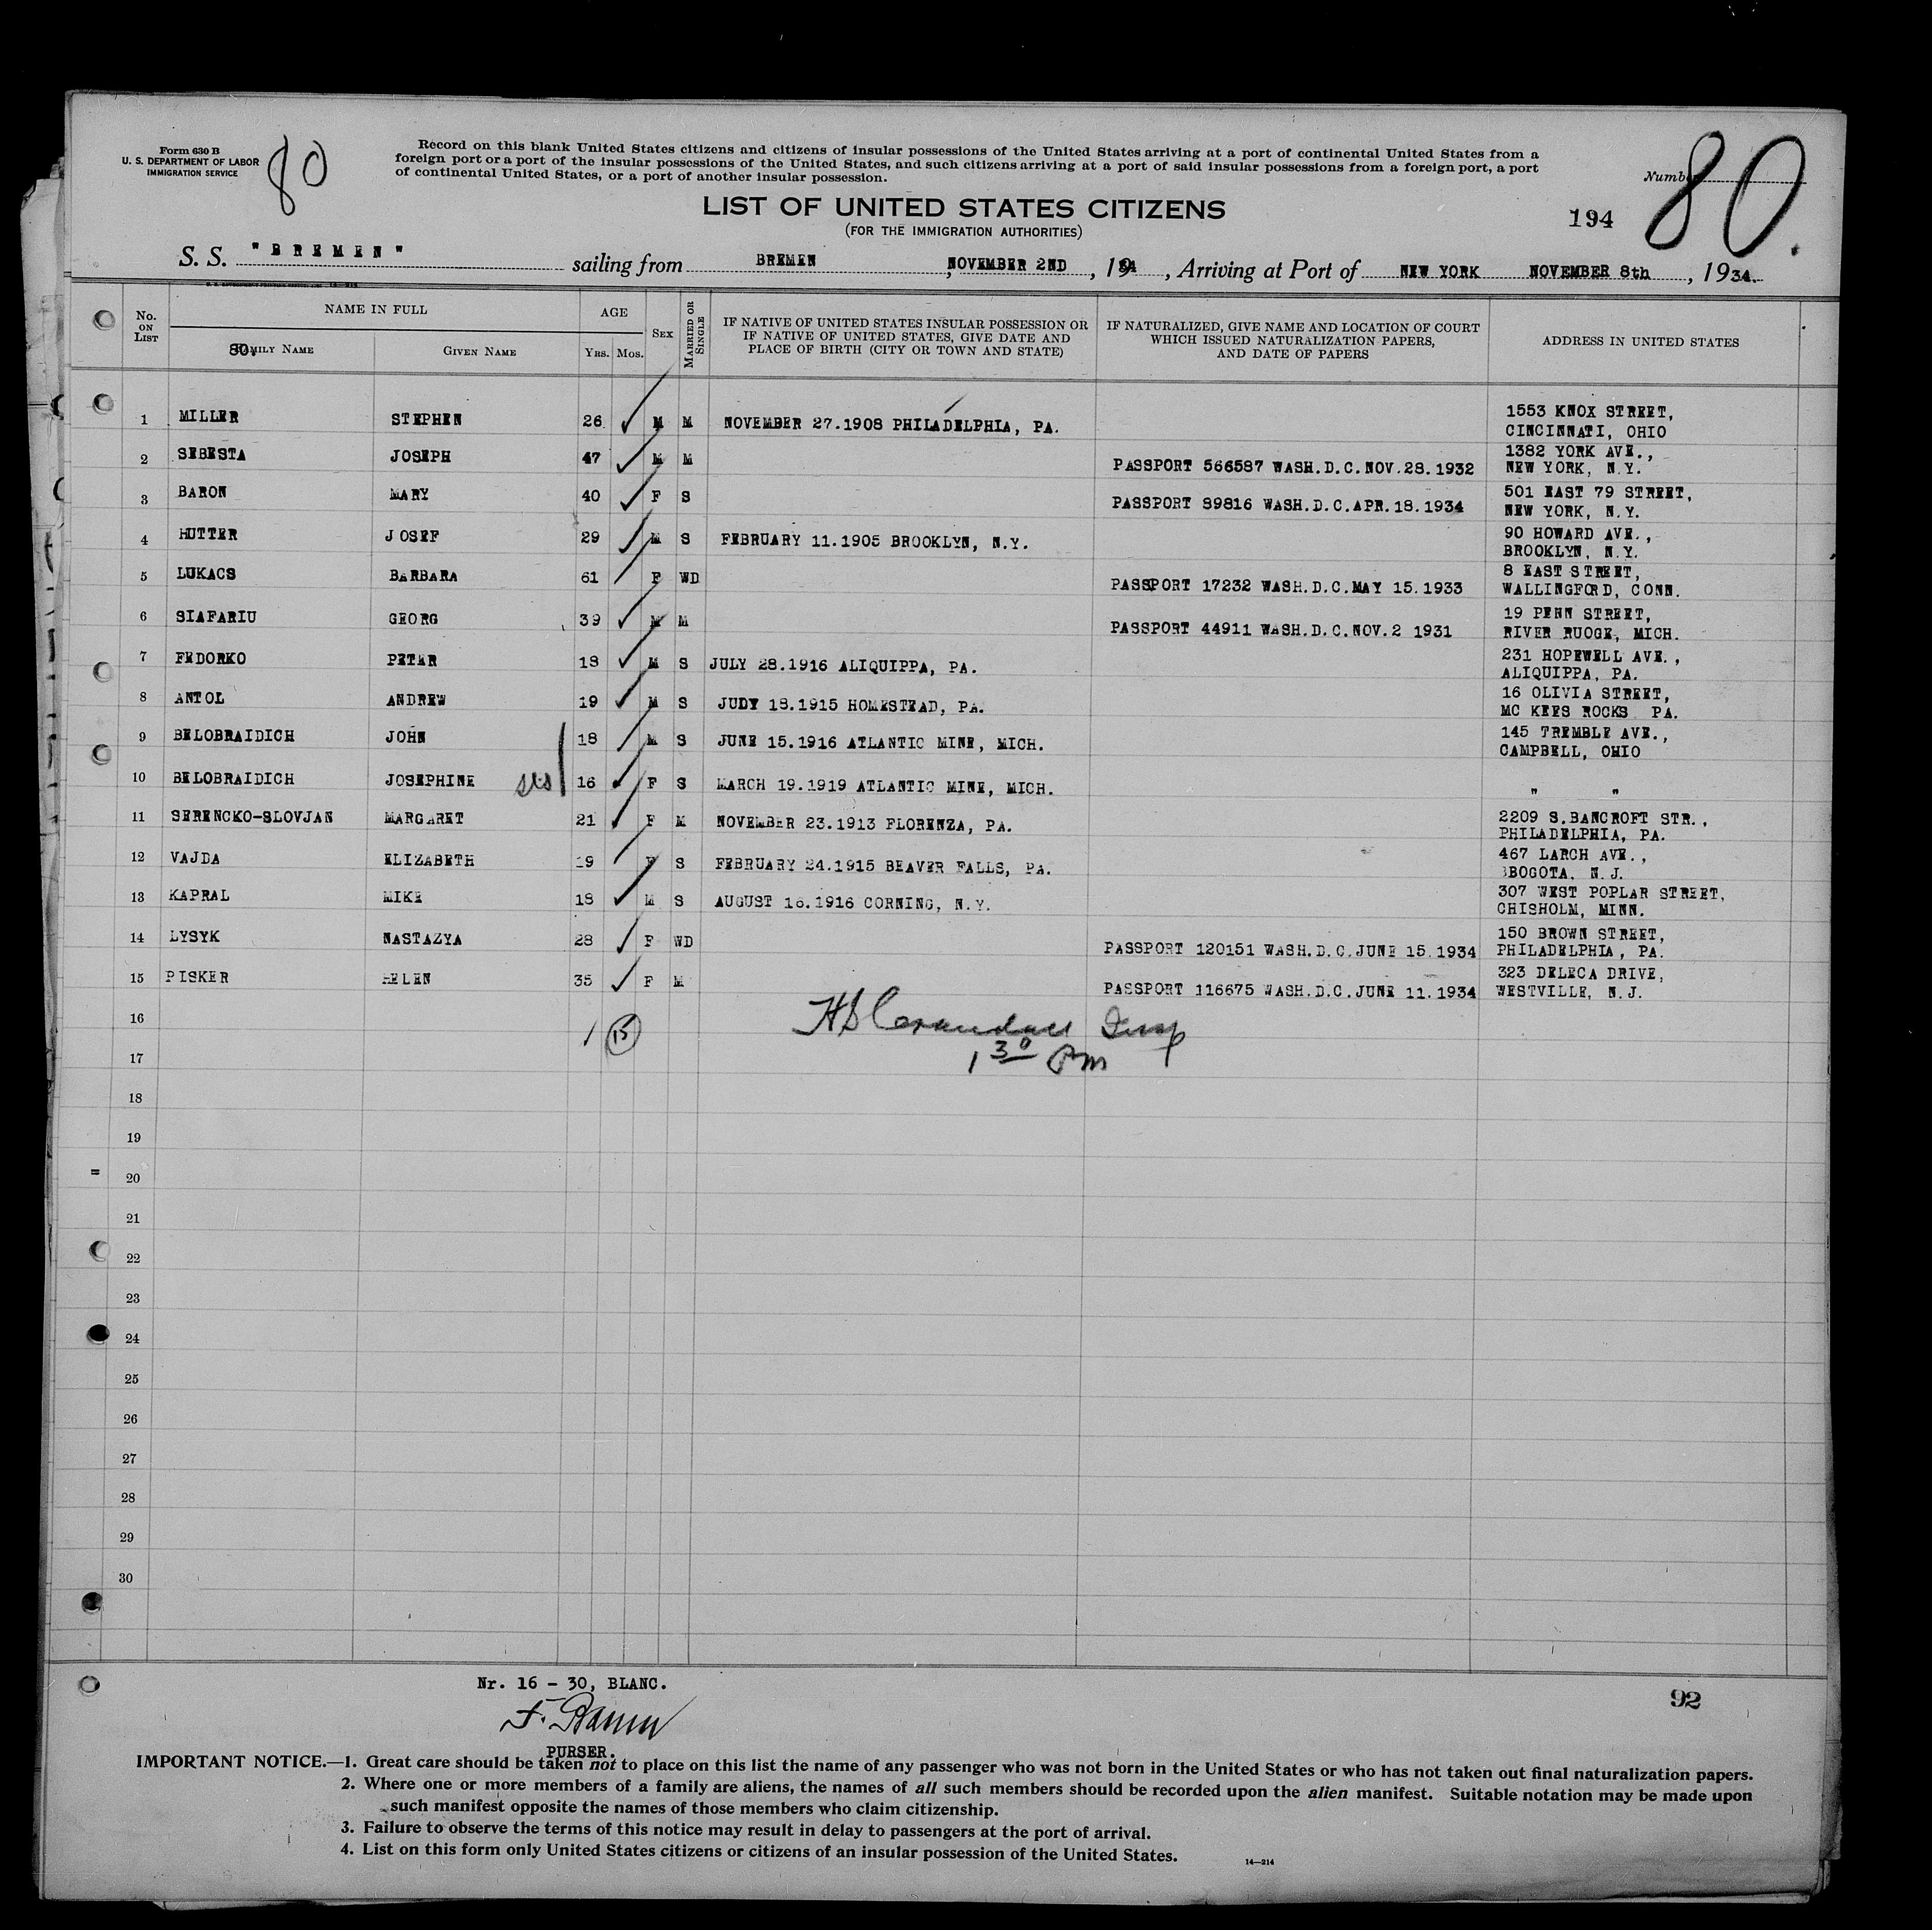 Form 630 B
U. S. DEPARTMENT OF LABOR
IMMIGRATION SERVICE
80
Record on this blank United States citizens and citizens of insular possessions of the United States arriving at a port of continental United States from a
foreign port or a port of the insular possessions of the United States, and such citizens arriving at a port of said insular possessions from a foreign port, a port
of continental United States, or a port of another insular possession.
Number 80.
LIST OF UNITED STATES CITIZENS
(FOR THE IMMIGRATION AUTHORITIES)
194
S. S. "BREMEN" sailing from BREMEN, NOVEMBER 2ND, 1934, Arriving at Port of NEW YORK NOVEMBER 8th, 1934.
No. ON LIST NAME IN FULL AGE SEX MARRIED OR SINGLE IF NATIVE OF UNITED STATES INSULAR POSSESSION OR IF NATIVE OF UNITED STATES, GIVE DATE AND PLACE OF BIRTH (CITY OR TOWN AND STATE) IF NATURALIZED, GIVE NAME AND LOCATION OF COURT WHICH ISSUED NATURALIZATION PAPERS, AND DATE OF PAPERS ADDRESS IN UNITED STATES
80. FAMILY NAME GIVEN NAME YRS. MOS.
1 MILLER STEPHEN 26 M M NOVEMBER 27.1908 PHILADELPHIA, PA. 1553 KNOX STREET,
CINCINNATI, OHIO
2 SEBESTA JOSEPH 47 M M PASSPORT 566587 WASH.D.C.NOV.28.1932 1382 YORK AVE.,
NEW YORK, N.Y.
3 BARON MARY 40 F S PASSPORT 89816 WASH.D.C.APR.18.1934 501 EAST 79 STREET,
NEW YORK, N.Y.
4 HUTTER JOSEF 29 M S FEBRUARY 11.1905 BROOKLYN, N.Y. 90 HOWARD AVE.,
BROOKLYN, N.Y.
5 LUKACS BARBARA 61 F WD PASSPORT 17232 WASH.D.C.MAY 15.1933 8 EAST STREET,
WALLINGFORD, CONN.
6 SIAFARIU GEORG 39 M M PASSPORT 44911 WASH.D.C.NOV.2 1931 19 PENN STREET,
RIVER RUOGE, MICH.
7 FEDORKO PETER 18 M S JULY 28.1916 ALIQUIPPA, PA. 231 HOPEWELL AVE.,
ALIQUIPPA, PA.
8 ANTOL ANDREW 19 M S JUDY 18.1915 HOMESTEAD, PA. 16 OLIVIA STREET,
MC KEES ROCKS PA.
9 BELOBRAIDICH JOHN 18 M S JUNE 15.1916 ATLANTIC MINE, MICH. 145 TREMBLE AVE.,
CAMPBELL, OHIO
10 BELOBRAIDICH JOSEPHINE sis 16 F S MARCH 19.1919 ATLANTIC MINE, MICH. " "
11 SERENCKO-SLOVJAN MARGARET 21 F M NOVEMBER 23.1913 FLORENZA, PA. 2209 S.BANCROFT STR.,
PHILADELPHIA, PA.
12 VAJDA ELIZABETH 19 F S FEBRUARY 24.1915 BEAVER FALLS, PA. 467 LARCH AVE.,
BOGOTA, N.J.
13 KAPRAL MIKE 18 M S AUGUST 16.1916 CORNING, N.Y. 307 WEST POPLAR STREET,
CHISHOLM, MINN.
14 LYSYK NASTAZYA 28 F WD PASSPORT 120151 WASH.D.C.JUNE 15.1934 150 BROWN STREET,
PHILADELPHIA, PA.
15 PISKER HELEN 35 F M PASSPORT 116675 WASH.D.C.JUNE 11.1934 323 DELECA DRIVE,
WESTVILLE, N.J.
16
1 15 Insp
17
1 30 PM
18
19
20
21
22
23
24
25
26
27
28
29
30
Nr. 16 - 30, BLANC.
92
PURSER.
IMPORTANT NOTICE.—1. Great care should be taken not to place on this list the name of any passenger who was not born in the United States or who has not taken out final naturalization papers.
2. Where one or more members of a family are aliens, the names of all such members should be recorded upon the alien manifest. Suitable notation may be made upon
such manifest opposite the names of those members who claim citizenship.
3. Failure to observe the terms of this notice may result in delay to passengers at the port of arrival.
4. List on this form only United States citizens or citizens of an insular possession of the United States.
14—214